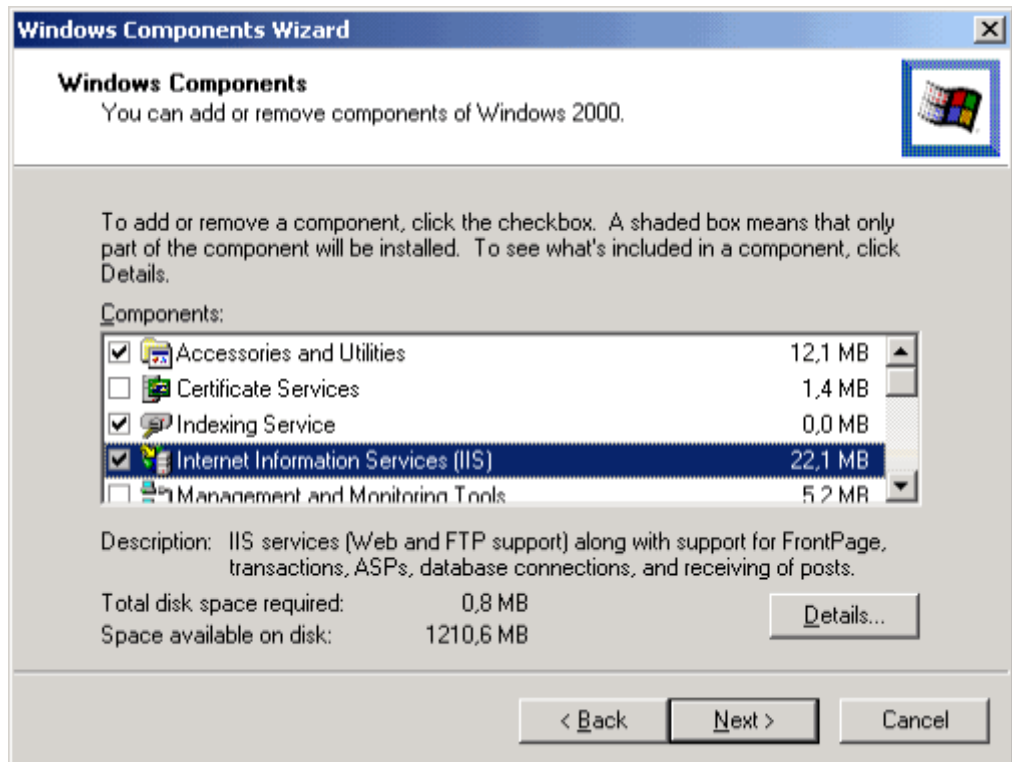 Windows Components Wizard
Windows Components
You can add or remove components of Windows 2000.
To add or remove a component, click the checkbox. A shaded box means that only
part of the component will be installed. To see what's included in a component, click
Details.
Components:
Accessories and Utilities 12,1 MB
Certificate Services 1,4 MB
Indexing Service 0,0 MB
Internet Information Services (IIS) 22,1 MB
Management and Monitoring Tools 5,2 MB
Description: IIS services (Web and FTP support) along with support for FrontPage,
transactions, ASPs, database connections, and receiving of posts.
Total disk space required: 0,8 MB
Space available on disk: 1210,6 MB
Details...
< Back Next > Cancel